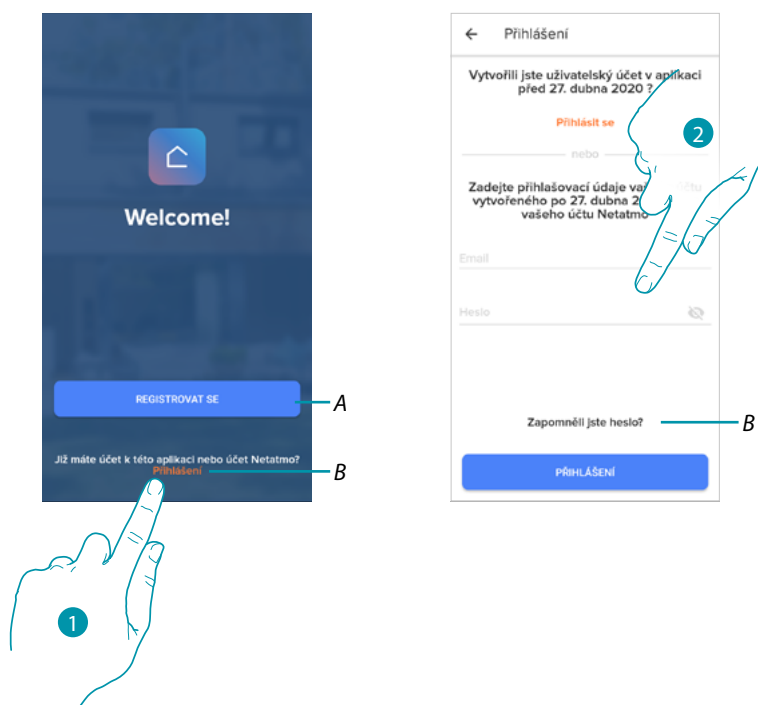 Welcome!
REGISTROVAT SE
A
Již máte účet k této aplikaci nebo účet Netatmo?
Přihlášení
B
1
Přihlášení
Vytvořili jste uživatelský účet v aplikaci
před 27. dubna 2020 ?
Přihlásit se
2
nebo
Zadejte přihlašovací údaje
vytvořeného po 27. dubna
vašeho účtu Netatmo
Email
Heslo
Zapomněli jste heslo?
B
PŘIHLÁŠENÍ